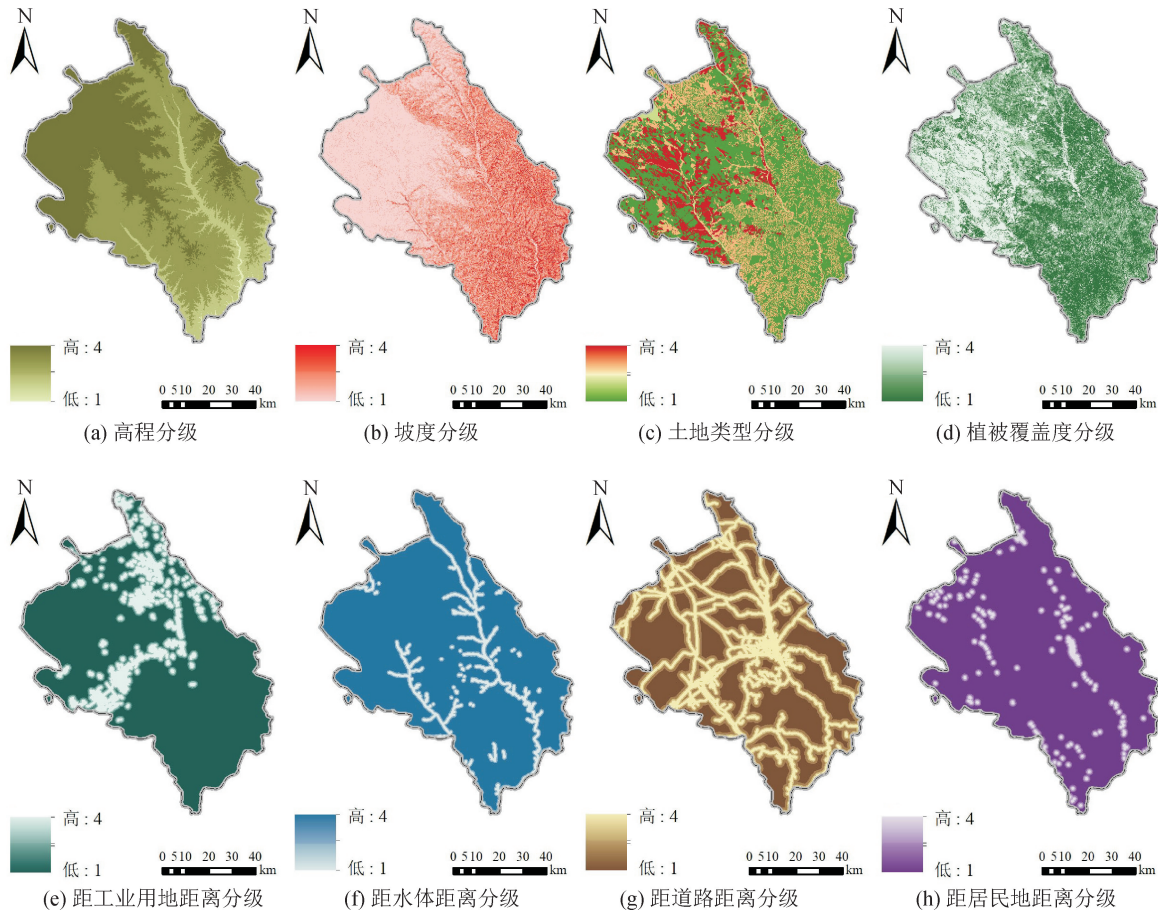 N N N N
高 : 4 高 : 4 高 : 4 高 : 4
低 : 1 低 : 1 低 : 1 低 : 1
0 510 20 30 40 km 0 510 20 30 40 km 0 510 20 30 40 km 0 510 20 30 40 km
(a) 高程分级 (b) 坡度分级 (c) 土地类型分级 (d) 植被覆盖度分级
N N N N
高 : 4 高 : 4 高 : 4 高 : 4
低 : 1 低 : 1 低 : 1 低 : 1
0 510 20 30 40 km 0 510 20 30 40 km 0 510 20 30 40 km 0 510 20 30 40 km
(e) 距工业用地距离分级 (f) 距水体距离分级 (g) 距道路距离分级 (h) 距居民地距离分级